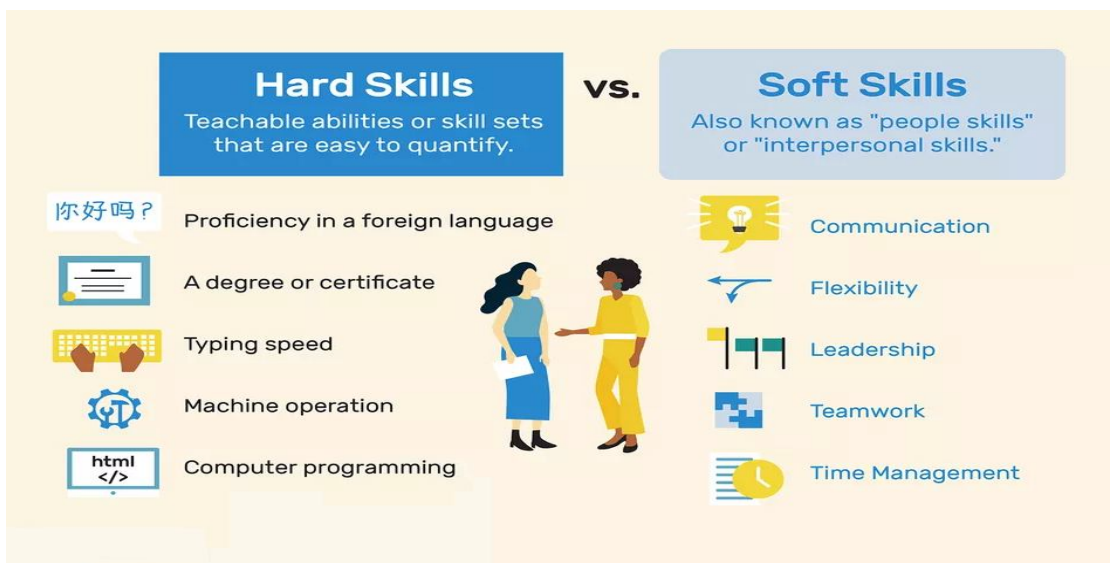 Hard Skills
Teachable abilities or skill sets
that are easy to quantify.
vs.
Soft Skills
Also known as "people skills"
or "interpersonal skills."
你好吗?
Proficiency in a foreign language
A degree or certificate
Typing speed
Machine operation
html
</>
Computer programming
Communication
Flexibility
Leadership
Teamwork
Time Management